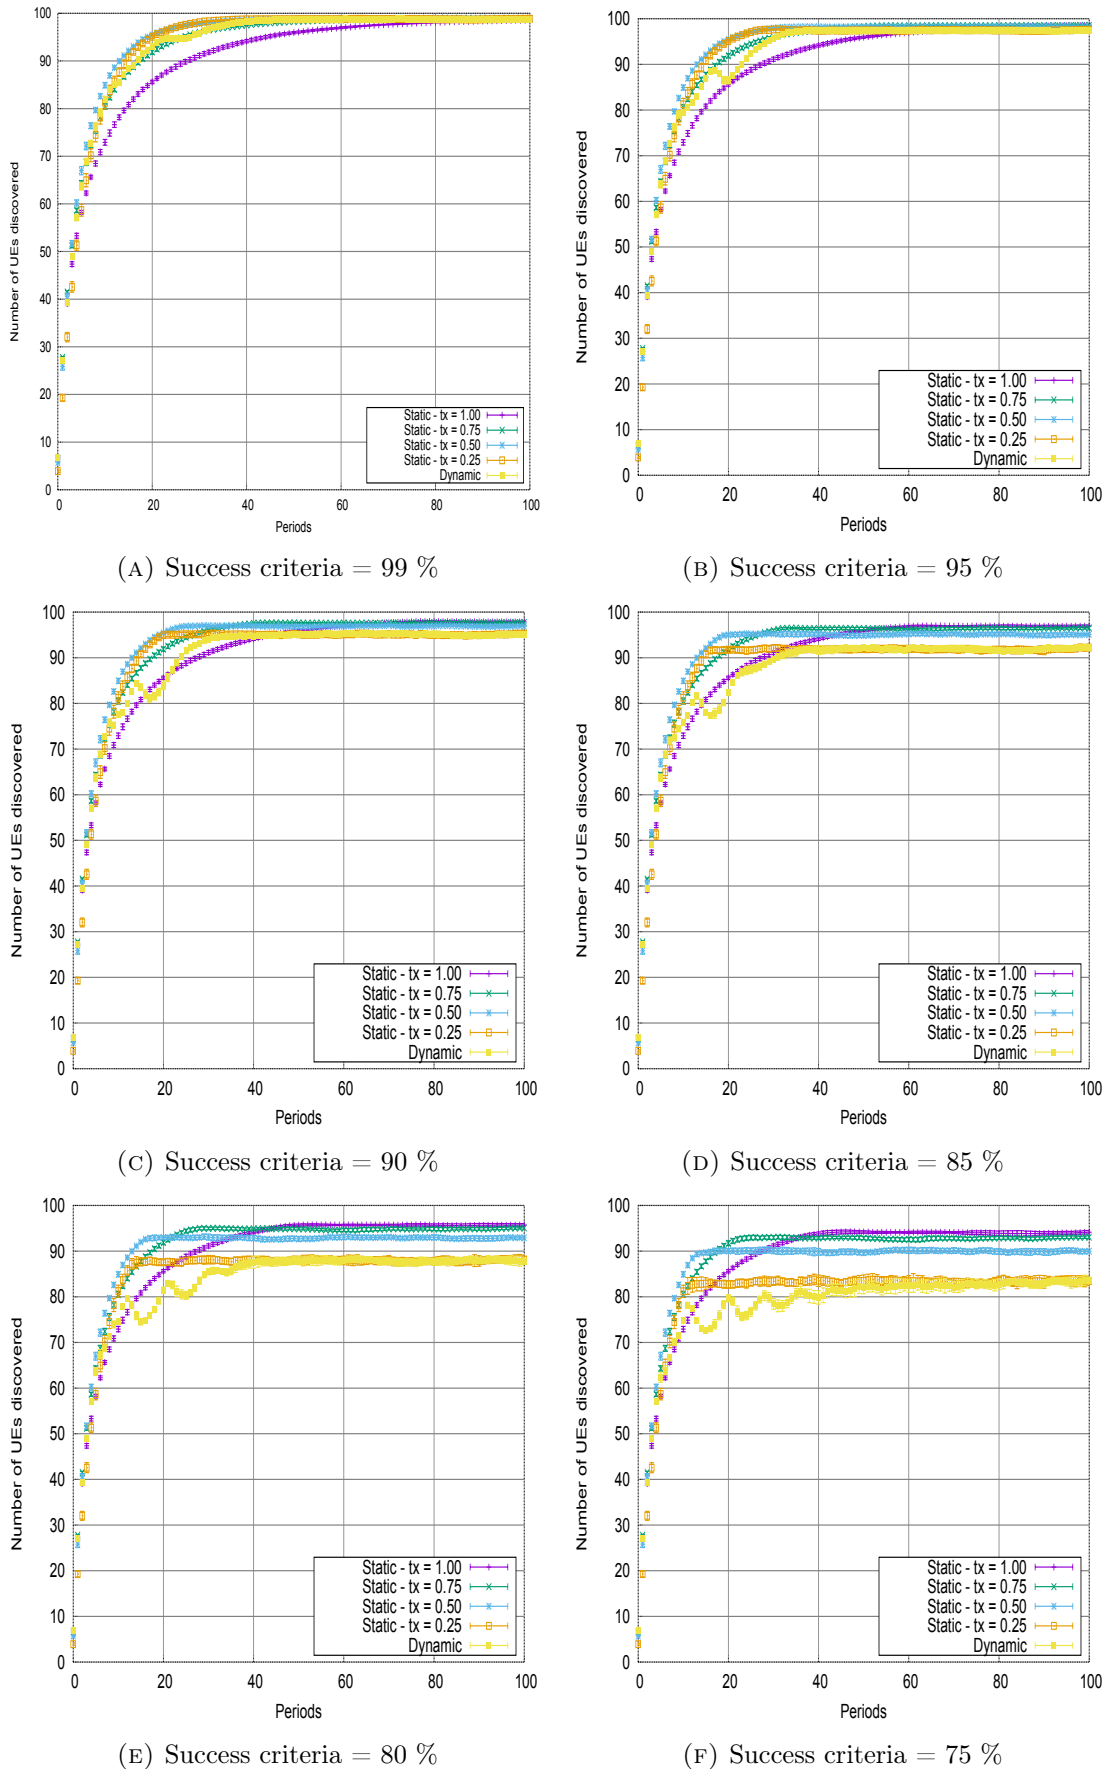 100
90
80
70
60
50
40
30
20
10
0
Number of UEs discovered
Static - tx = 1.00
Static - tx = 0.75
Static - tx = 0.50
Static - tx = 0.25
Dynamic
0 20 40 60 80 100
Periods
(A) Success criteria = 99 %
100
90
80
70
60
50
40
30
20
10
0
Number of UEs discovered
Static - tx = 1.00
Static - tx = 0.75
Static - tx = 0.50
Static - tx = 0.25
Dynamic
0 20 40 60 80 100
Periods
(B) Success criteria = 95 %
100
90
80
70
60
50
40
30
20
10
0
Number of UEs discovered
Static - tx = 1.00
Static - tx = 0.75
Static - tx = 0.50
Static - tx = 0.25
Dynamic
0 20 40 60 80 100
Periods
(C) Success criteria = 90 %
100
90
80
70
60
50
40
30
20
10
0
Number of UEs discovered
Static - tx = 1.00
Static - tx = 0.75
Static - tx = 0.50
Static - tx = 0.25
Dynamic
0 20 40 60 80 100
Periods
(D) Success criteria = 85 %
100
90
80
70
60
50
40
30
20
10
0
Number of UEs discovered
Static - tx = 1.00
Static - tx = 0.75
Static - tx = 0.50
Static - tx = 0.25
Dynamic
0 20 40 60 80 100
Periods
(E) Success criteria = 80 %
100
90
80
70
60
50
40
30
20
10
0
Number of UEs discovered
Static - tx = 1.00
Static - tx = 0.75
Static - tx = 0.50
Static - tx = 0.25
Dynamic
0 20 40 60 80 100
Periods
(F) Success criteria = 75 %